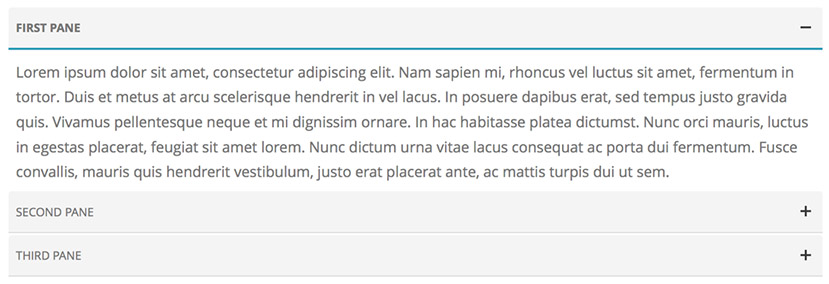 FIRST PANE
Lorem ipsum dolor sit amet, consectetur adipiscing elit. Nam sapien mi, rhoncus vel luctus sit amet, fermentum in
tortor. Duis et metus at arcu scelerisque hendrerit in vel lacus. In posuere dapibus erat, sed tempus justo gravida
quis. Vivamus pellentesque neque et mi dignissim ornare. In hac habitasse platea dictumst. Nunc orci mauris, luctus
in egestas placerat, feugiat sit amet lorem. Nunc dictum urna vitae lacus consequat ac porta dui fermentum. Fusce
convallis, mauris quis hendrerit vestibulum, justo erat placerat ante, ac mattis turpis dui ut sem.
SECOND PANE
THIRD PANE